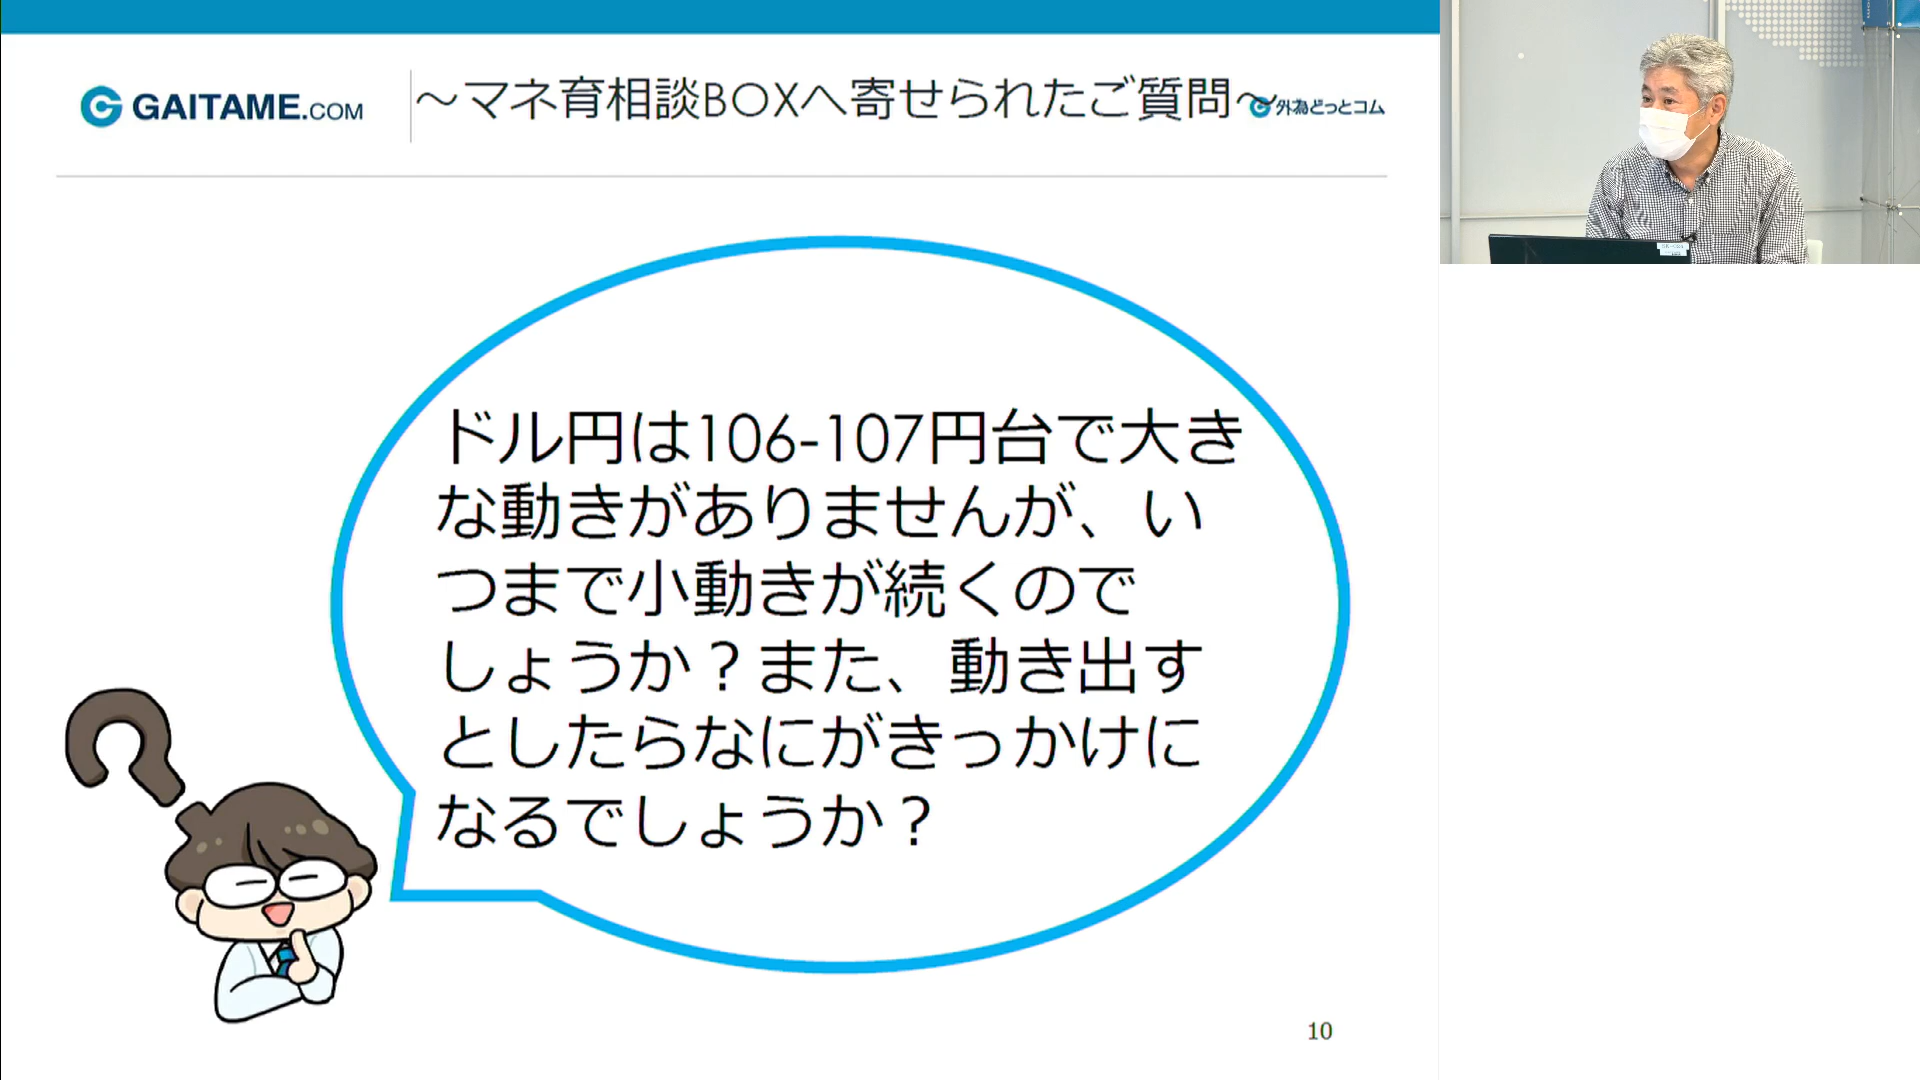 GAITAME.COM
～マネ育相談BOXへ寄せられたご質問～
外為どっとコム
ドル円は106-107円台で大き
な動きがありませんが、い
つまで小動きが続くので
しょうか？また、動き出す
としたらなにがきっかけに
なるでしょうか？
10